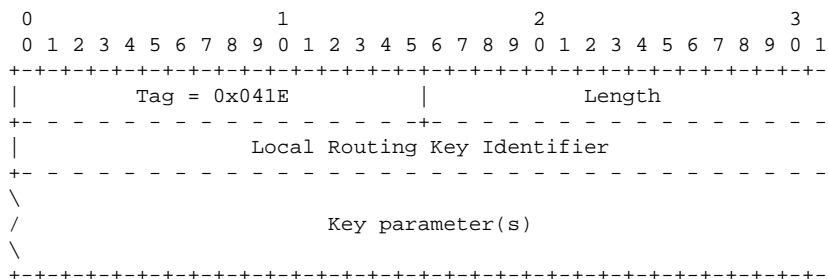 0 1 2 3
0 1 2 3 4 5 6 7 8 9 0 1 2 3 4 5 6 7 8 9 0 1 2 3 4 5 6 7 8 9 0 1
+-+-+-+-+-+-+-+-+-+-+-+-+-+-+-+-+-+-+-+-+-+-+-+-+-+-+-+-+-+-+-+-
| Tag = 0x041E | Length
+- - - - - - - - - - - - - - - -+- - - - - - - - - - - - - - - -
| Local Routing Key Identifier
+- - - - - - - - - - - - - - - - - - - - - - - - - - - - - - - -
\
/ Key parameter(s)
\
+-+-+-+-+-+-+-+-+-+-+-+-+-+-+-+-+-+-+-+-+-+-+-+-+-+-+-+-+-+-+-+-